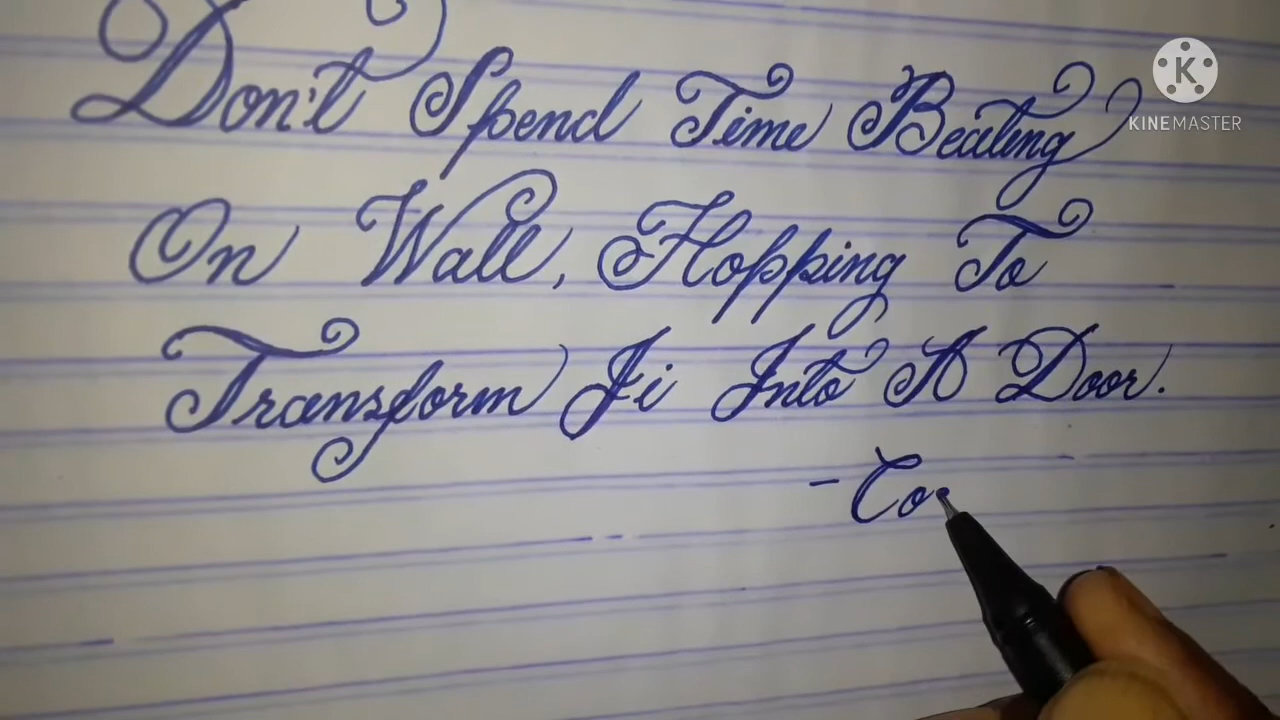 Don't Spend Time Beating
On Wall, Hopping To
Transform Ji Into A Door.
- Co
K
KINEMASTER